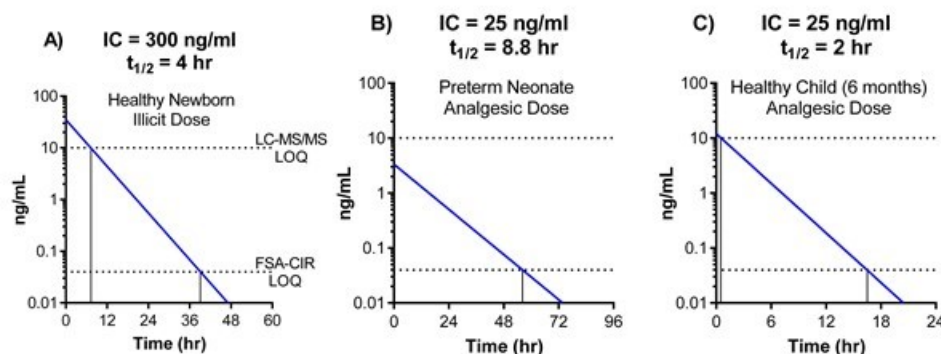 A)
IC = 300 ng/ml
t1/2 = 4 hr
Healthy Newborn
Illicit Dose
LC-MS/MS
LOQ
FSA-CIR
LOQ
100
10
1
0.1
0.01
ng/mL
0 12 24 36 48 60
Time (hr)
B)
IC = 25 ng/ml
t1/2 = 8.8 hr
Preterm Neonate
Analgesic Dose
100
10
1
0.1
0.01
ng/mL
0 24 48 72 96
Time (hr)
C)
IC = 25 ng/ml
t1/2 = 2 hr
Healthy Child (6 months)
Analgesic Dose
100
10
1
0.1
0.01
ng/mL
0 6 12 18 24
Time (hr)